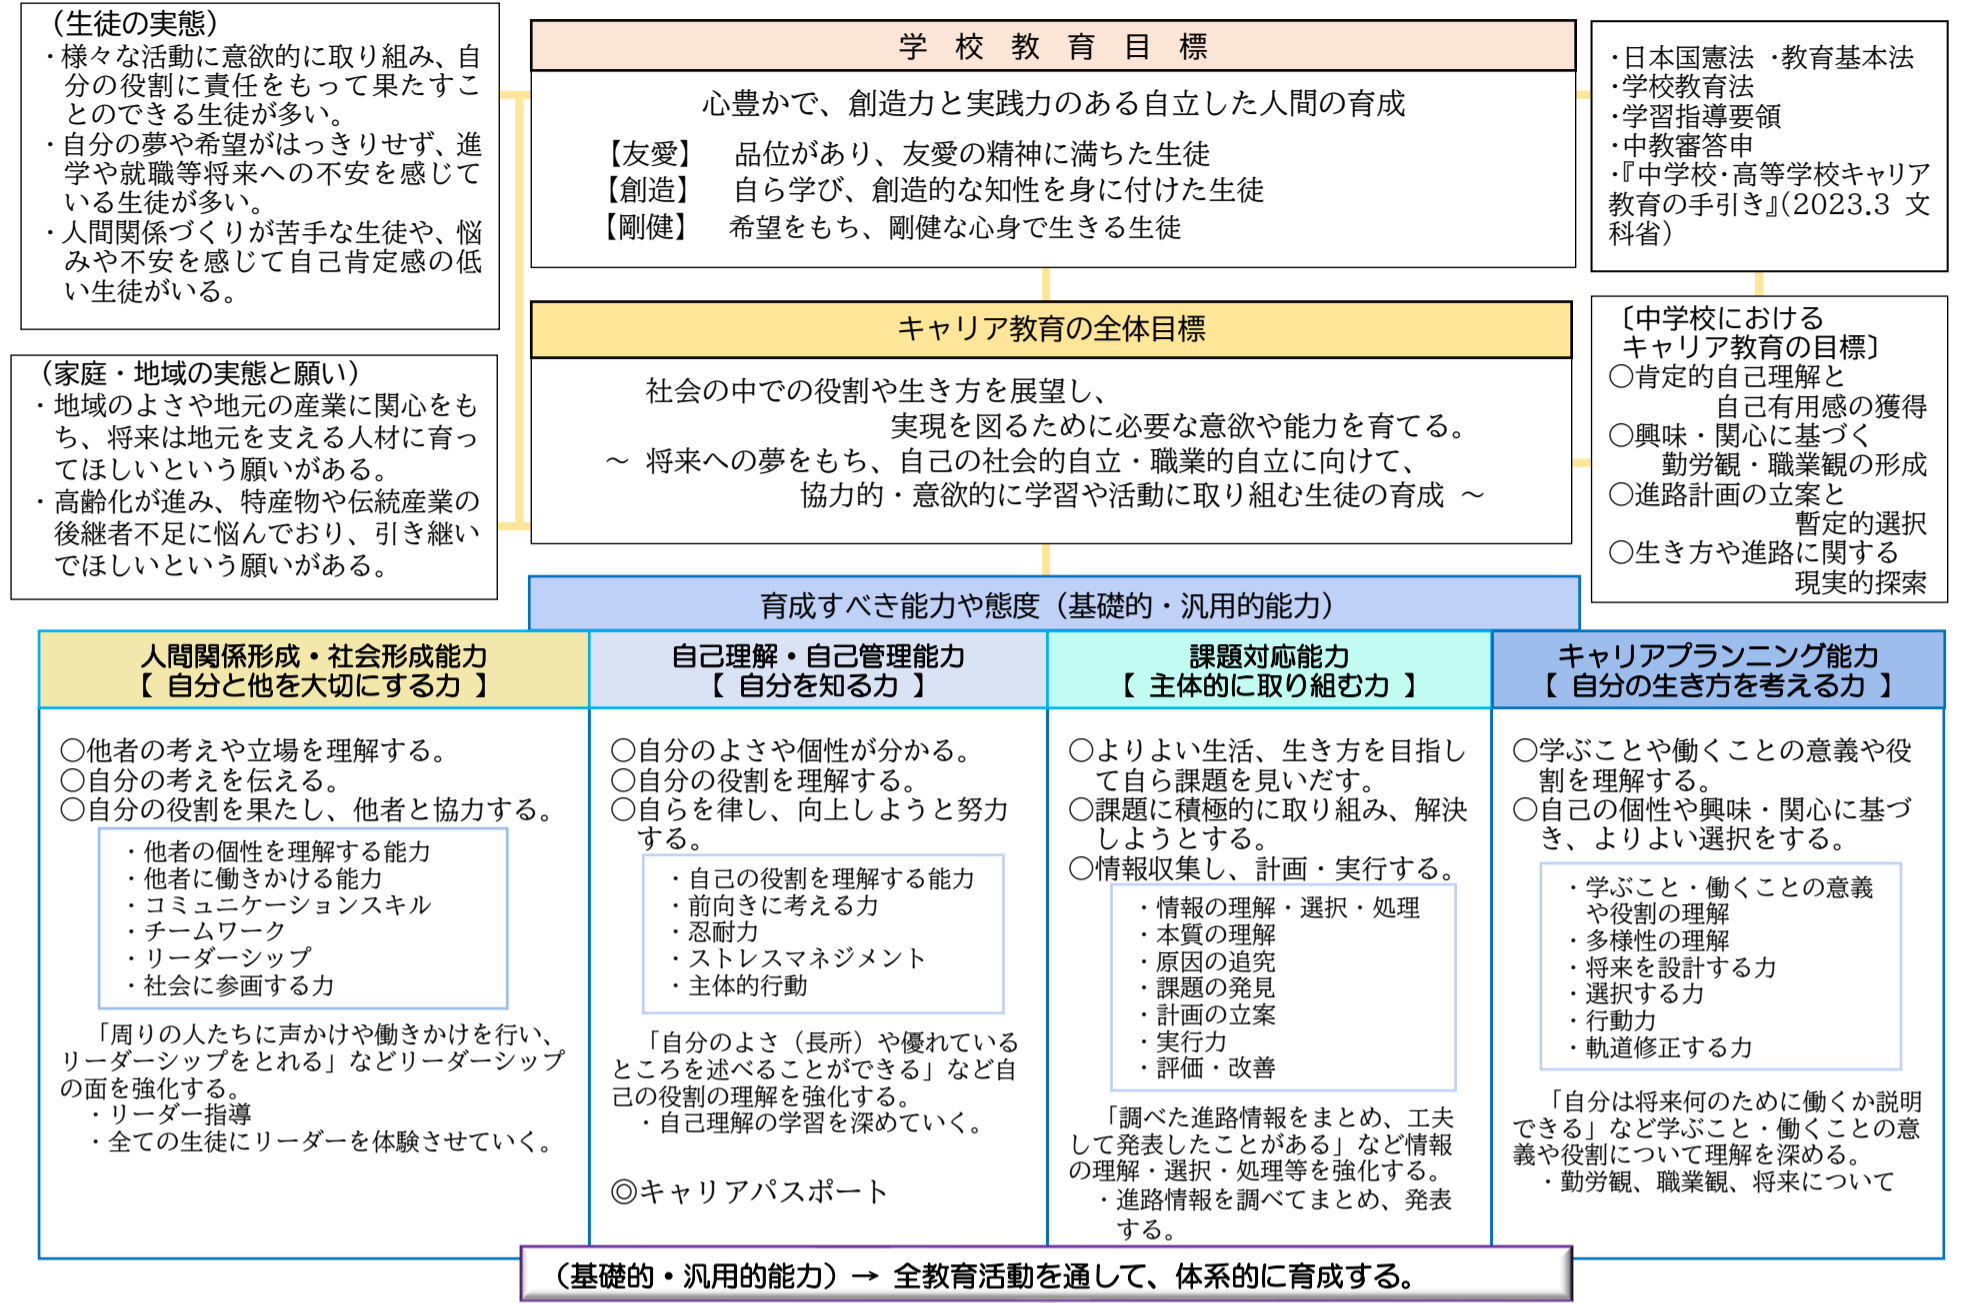 （生徒の実態）
・様々な活動に意欲的に取り組み、自
分の役割に責任をもって果たすこ
とのできる生徒が多い。
・自分の夢や希望がはっきりせず、進
学や就職等将来への不安を感じて
いる生徒が多い。
・人間関係づくりが苦手な生徒や、悩
みや不安を感じて自己肯定感の低
い生徒がいる。
（家庭・地域の実態と願い）
・地域のよさや地元の産業に関心をも
ち、将来は地元を支える人材に育っ
てほしいという願いがある。
・高齢化が進み、特産物や伝統産業の
後継者不足に悩んでおり、引き継い
でほしいという願いがある。
学　校　教　育　目　標
心豊かで、創造力と実践力のある自立した人間の育成
【友愛】　品位があり、友愛の精神に満ちた生徒
【創造】　自ら学び、創造的な知性を身に付けた生徒
【剛健】　希望をもち、剛健な心身で生きる生徒
キャリア教育の全体目標
社会の中での役割や生き方を展望し、
実現を図るために必要な意欲や能力を育てる。
～ 将来への夢をもち、自己の社会的自立・職業的自立に向けて、
協力的・意欲的に学習や活動に取り組む生徒の育成 ～
・日本国憲法 ・教育基本法
・学校教育法
・学習指導要領
・中教審答申
・『中学校・高等学校キャリア
教育の手引き』（2023.3 文
科省）
〔中学校における
キャリア教育の目標〕
○肯定的自己理解と
自己有用感の獲得
○興味・関心に基づく
勤労観・職業観の形成
○進路計画の立案と
暫定的選択
○生き方や進路に関する
現実的探索
育成すべき能力や態度（基礎的・汎用的能力）
人間関係形成・社会形成能力
【 自分と他を大切にする力 】
○他者の考えや立場を理解する。
○自分の考えを伝える。
○自分の役割を果たし、他者と協力する。
・他者の個性を理解する能力
・他者に働きかける能力
・コミュニケーションスキル
・チームワーク
・リーダーシップ
・社会に参画する力
「周りの人たちに声かけや働きかけを行い、
リーダーシップをとれる」などリーダーシップ
の面を強化する。
・リーダー指導
・全ての生徒にリーダーを体験させていく。
自己理解・自己管理能力
【 自分を知る力 】
○自分のよさや個性が分かる。
○自分の役割を理解する。
○自らを律し、向上しようと努力
する。
・自己の役割を理解する能力
・前向きに考える力
・忍耐力
・ストレスマネジメント
・主体的行動
「自分のよさ（長所）や優れている
ところを述べることができる」など自
己の役割の理解を強化する。
・自己理解の学習を深めていく。
◎キャリアパスポート
課題対応能力
【 主体的に取り組む力 】
○よりよい生活、生き方を目指し
て自ら課題を見いだす。
○課題に積極的に取り組み、解決
しようとする。
○情報収集し、計画・実行する。
・情報の理解・選択・処理
・本質の理解
・原因の追究
・課題の発見
・計画の立案
・実行力
・評価・改善
「調べた進路情報をまとめ、工夫
して発表したことがある」など情報
の理解・選択・処理等を強化する。
・進路情報を調べてまとめ、発表
する。
キャリアプランニング能力
【 自分の生き方を考える力 】
○学ぶことや働くことの意義や役
割を理解する。
○自己の個性や興味・関心に基づ
き、よりよい選択をする。
・学ぶこと・働くことの意義
や役割の理解
・多様性の理解
・将来を設計する力
・選択する力
・行動力
・軌道修正する力
「自分は将来何のために働くか説明
できる」など学ぶこと・働くことの意
義や役割について理解を深める。
・勤労観、職業観、将来について
（基礎的・汎用的能力）→ 全教育活動を通して、体系的に育成する。